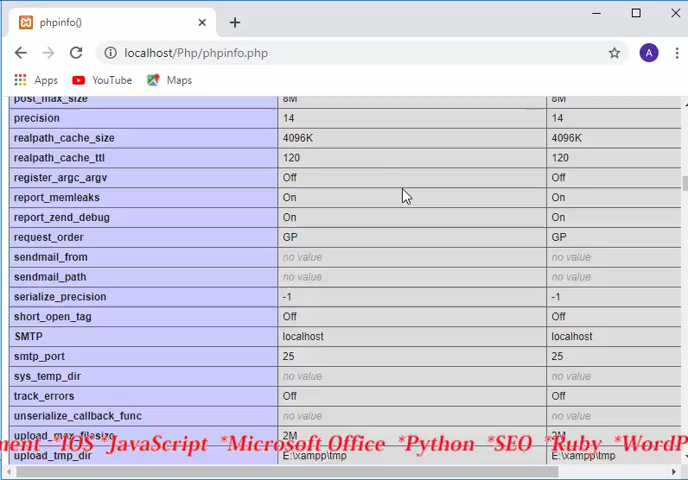 phpinfo()
localhost/Php/phpinfo.php
A
Apps YouTube Maps
post_max_size 8M 8M
precision 14 14
realpath_cache_size 4096K 4096K
realpath_cache_ttl 120 120
register_argc_argv Off Off
report_memleaks On On
report_zend_debug On On
request_order GP GP
sendmail_from no value no value
sendmail_path no value no value
serialize_precision -1 -1
short_open_tag Off Off
SMTP localhost localhost
smtp_port 25 25
sys_temp_dir no value no value
track_errors Off Off
unserialize_callback_func no value no value
upload_max_filesize 2M 2M
ment *IOS *JavaScript *Microsoft Office *Python *SEO *Ruby *WordP
upload_tmp_dir E:\xampp\tmp E:\xampp\tmp